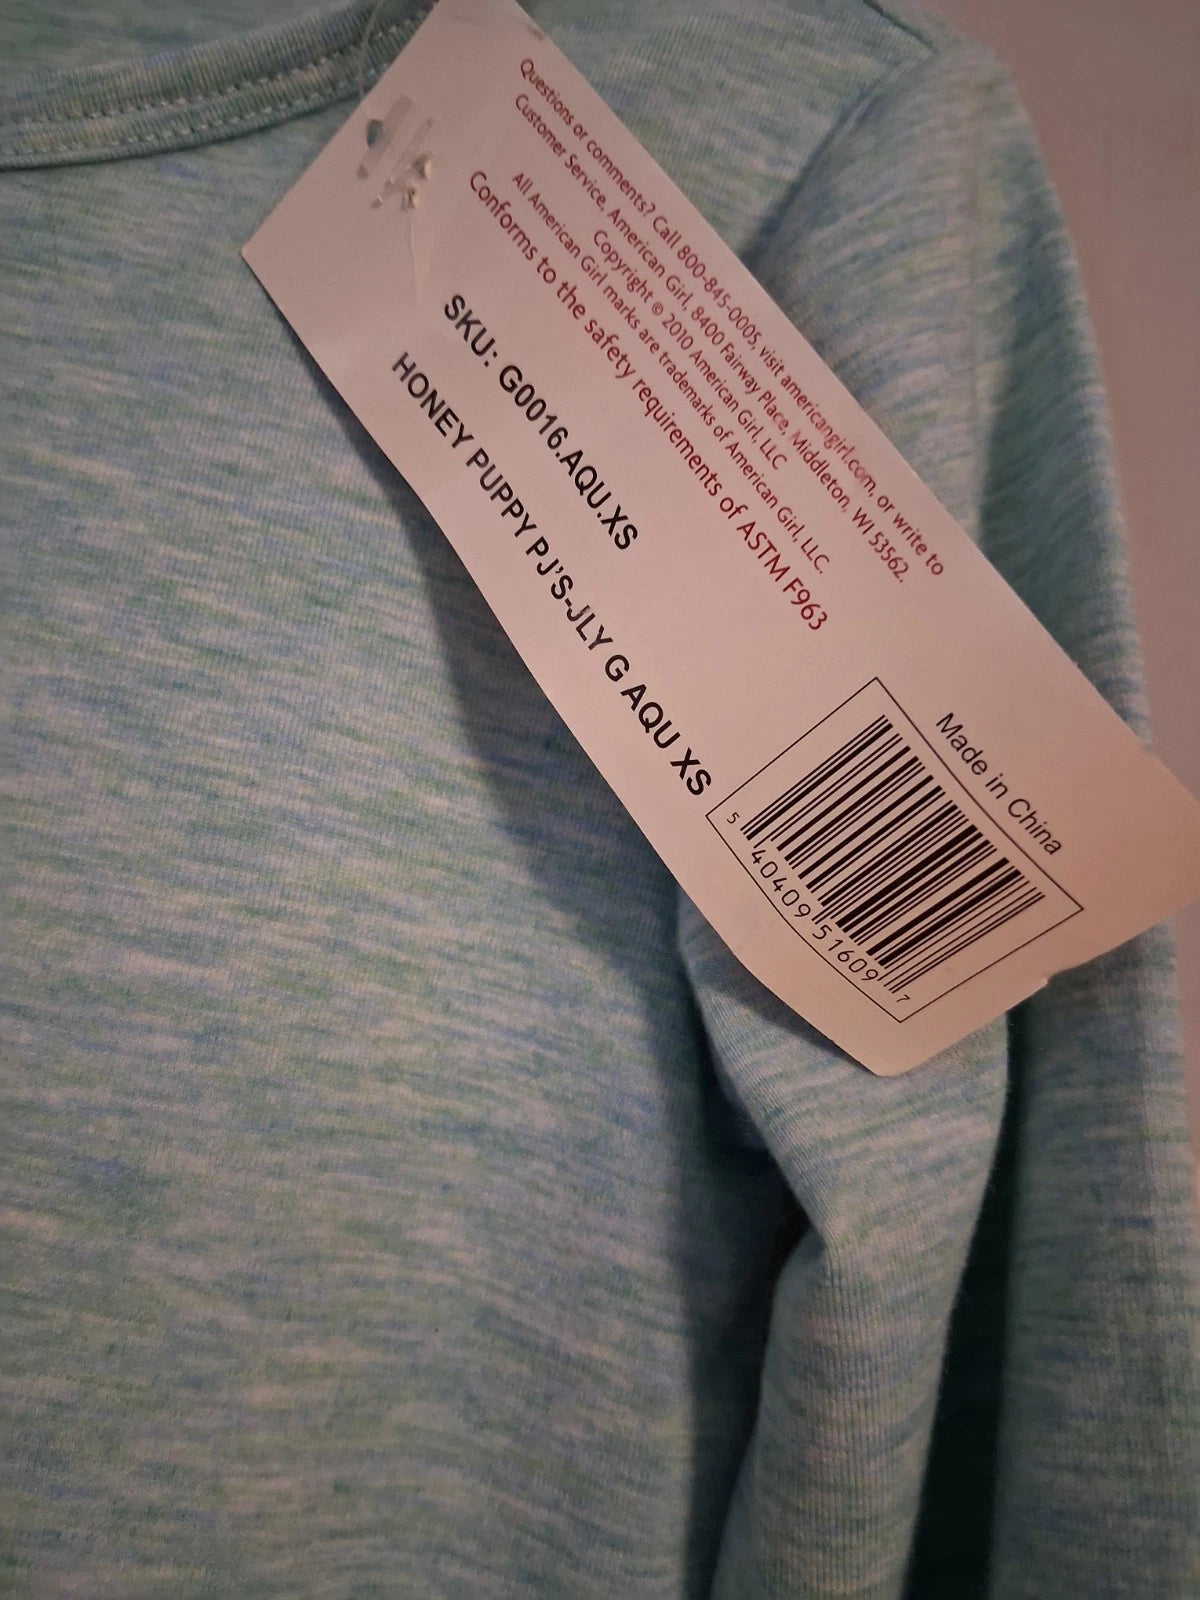 Questions or comments? Call 800-845-0005, visit americangirl.com, or write to
Customer Service, American Girl, 8400 Fairway Place, Middleton, WI 53562.
Copyright © 2010 American Girl, LLC
All American Girl marks are trademarks of American Girl, LLC.
Conforms to the safety requirements of ASTM F963
SKU: G0016.AQU.XS
HONEY PUPPY PJ'S-JLY G AQU XS
Made in China
5 40409 51609 7